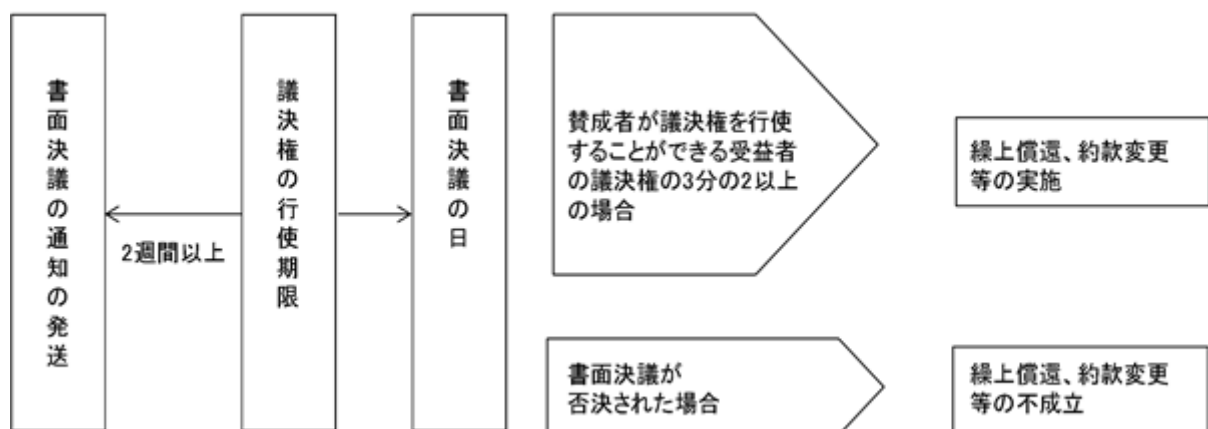 書面決議の通知の発送
2週間以上
議決権の行使期限
書面決議の日
賛成者が議決権を行使
することができる受益者
の議決権の3分の2以上
の場合
繰上償還、約款変更
等の実施
書面決議が
否決された場合
繰上償還、約款変更
等の不成立